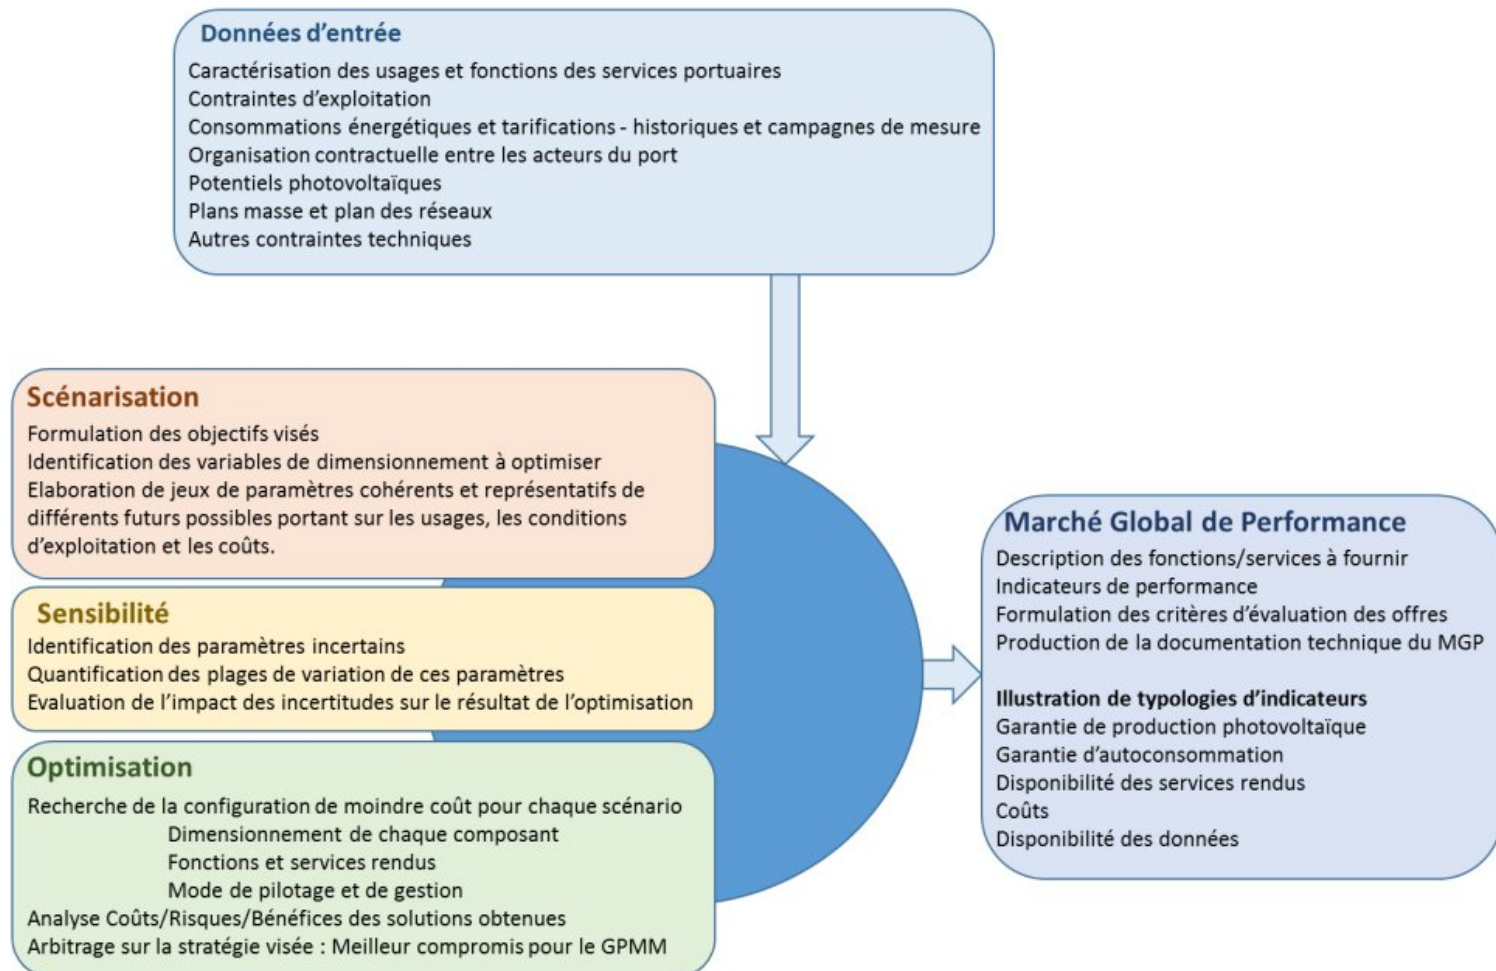 Données d'entrée
Caractérisation des usages et fonctions des services portuaires
Contraintes d'exploitation
Consommations énergétiques et tarifications - historiques et campagnes de mesure
Organisation contractuelle entre les acteurs du port
Potentiels photovoltaïques
Plans masse et plan des réseaux
Autres contraintes techniques
Scénarisation
Formulation des objectifs visés
Identification des variables de dimensionnement à optimiser
Elaboration de jeux de paramètres cohérents et représentatifs de
différents futurs possibles portant sur les usages, les conditions
d'exploitation et les coûts.
Sensibilité
Identification des paramètres incertains
Quantification des plages de variation de ces paramètres
Evaluation de l'impact des incertitudes sur le résultat de l'optimisation
Optimisation
Recherche de la configuration de moindre coût pour chaque scénario
Dimensionnement de chaque composant
Fonctions et services rendus
Mode de pilotage et de gestion
Analyse Coûts/Risques/Bénéfices des solutions obtenues
Arbitrage sur la stratégie visée : Meilleur compromis pour le GPMM
Marché Global de Performance
Description des fonctions/services à fournir
Indicateurs de performance
Formulation des critères d'évaluation des offres
Production de la documentation technique du MGP
Illustration de typologies d'indicateurs
Garantie de production photovoltaïque
Garantie d'autoconsommation
Disponibilité des services rendus
Coûts
Disponibilité des données